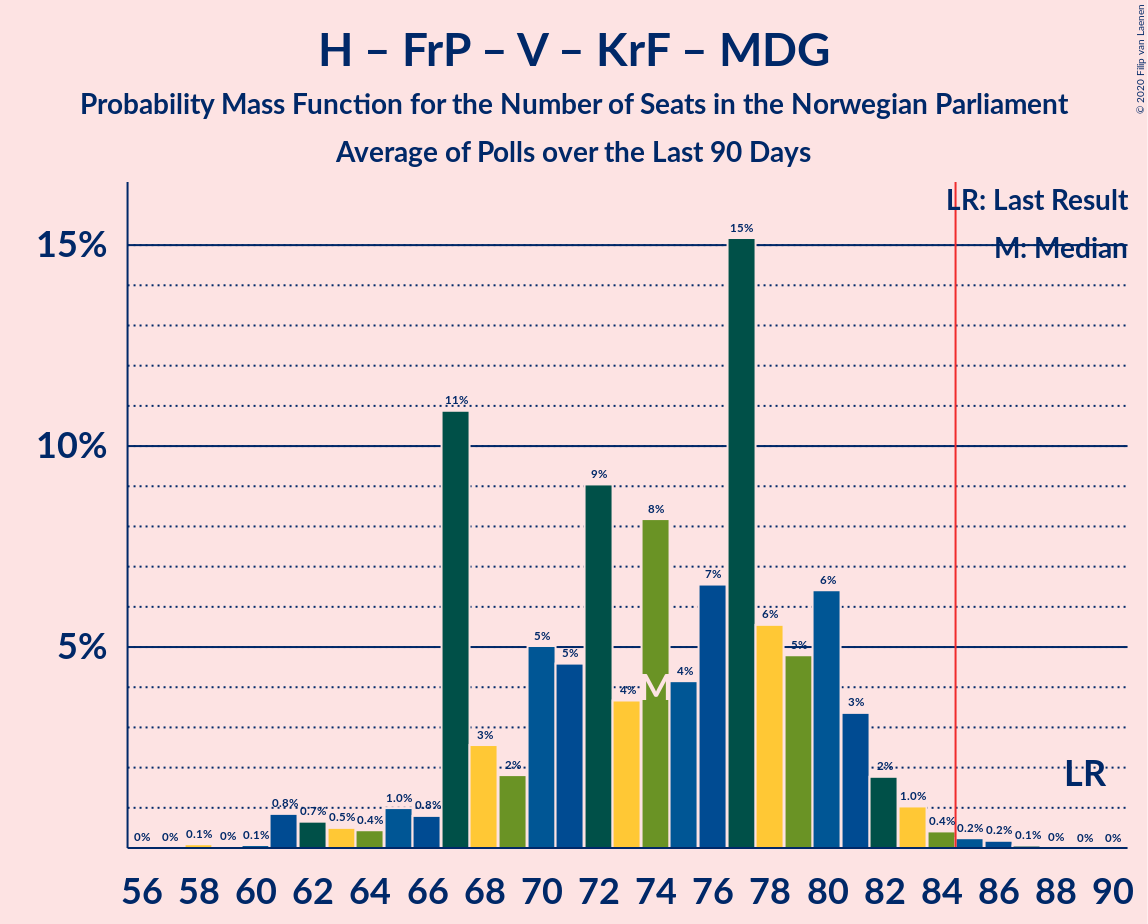 H – FrP – V – KrF – MDG
Probability Mass Function for the Number of Seats in the Norwegian Parliament
Average of Polls over the Last 90 Days
© 2020 Filip van Laenen
LR: Last Result
M: Median
15%
10%
5%
0% 0% 0.1% 0% 0.1% 0.8% 0.7% 0.5% 0.4% 1.0% 0.8% 11% 3% 2% 5% 5% 9% 4% 8% 4% 7% 15% 6% 5% 6% 3% 2% 1.0% 0.4% 0.2% 0.2% 0.1% 0% 0% 0%
M
LR
56 58 60 62 64 66 68 70 72 74 76 78 80 82 84 86 88 90